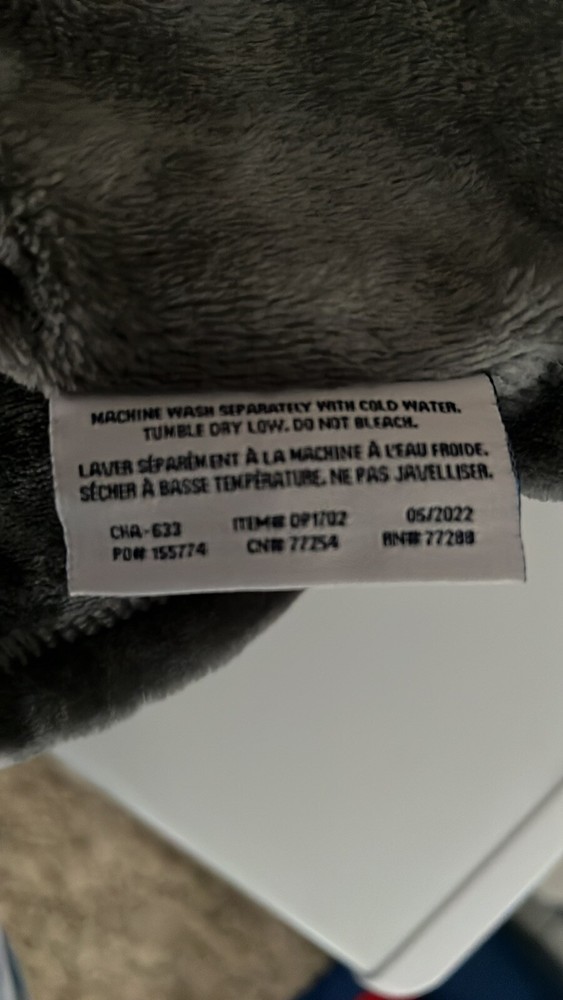 MACHINE WASH SEPARATELY WITH COLD WATER.
TUMBLE DRY LOW. DO NOT BLEACH.
LAVER SÉPARÉMENT À LA MACHINE À L'EAU FROIDE.
SÉCHER À BASSE TEMPÉRATURE. NE PAS JAVELLISER.
CHA-633 ITEM# 05/2022
PO# 155774 CN# 77254 RN# 77288